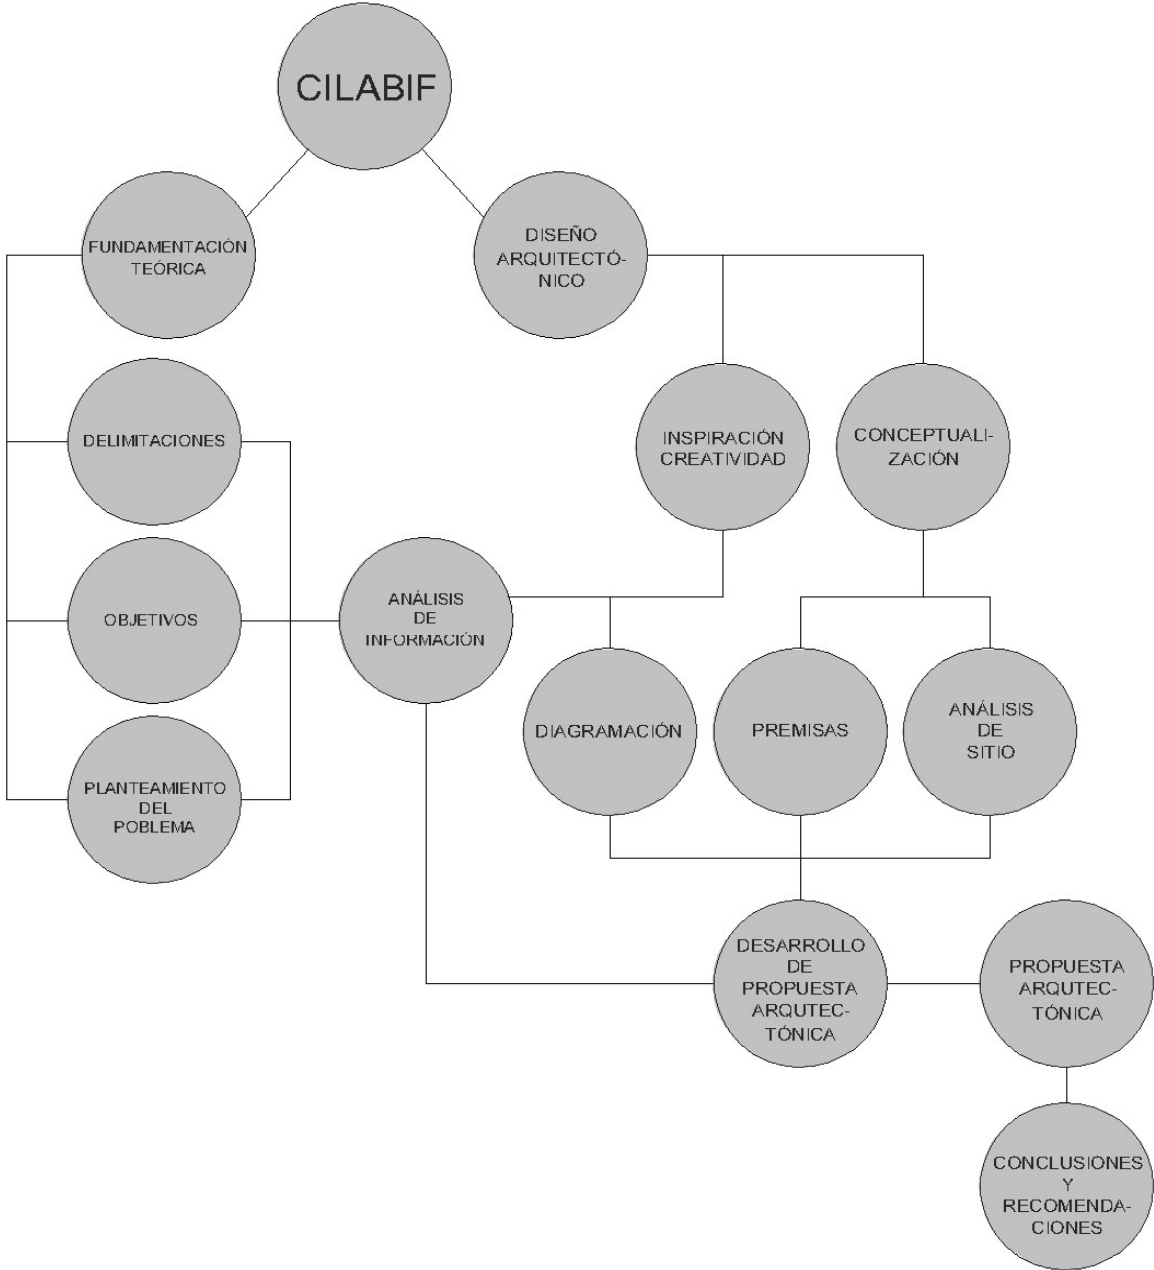 CILABIF
FUNDAMENTACIÓN
TEÓRICA
DISEÑO
ARQUITECTÓ-
NICO
DELIMITACIONES
INSPIRACIÓN
CREATIVIDAD
CONCEPTUALI-
ZACIÓN
OBJETIVOS
ANÁLISIS
DE
INFORMACIÓN
PLANTEAMIENTO
DEL
POBLEMA
DIAGRAMACIÓN
PREMISAS
ANÁLISIS
DE
SITIO
DESARROLLO
DE
PROPUESTA
ARQUTEC-
TÓNICA
PROPUESTA
ARQUTEC-
TÓNICA
CONCLUSIONES
Y
RECOMENDA-
CIONES